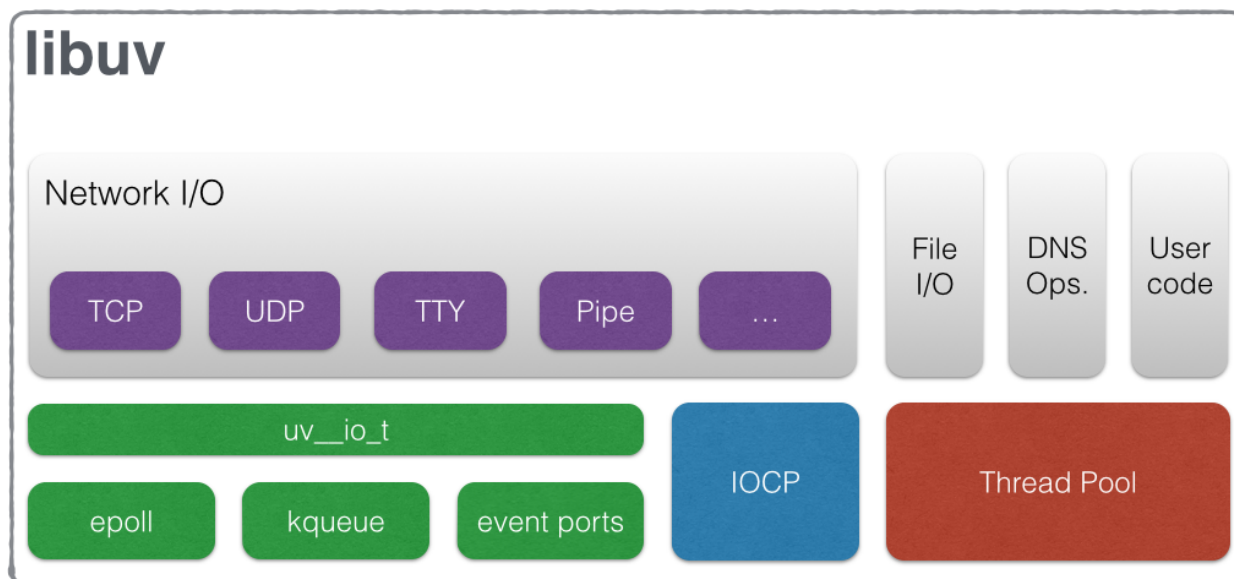 libuv
Network I/O
TCP
UDP
TTY
Pipe
...
File
I/O
DNS
Ops.
User
code
uv__io_t
epoll
kqueue
event ports
IOCP
Thread Pool